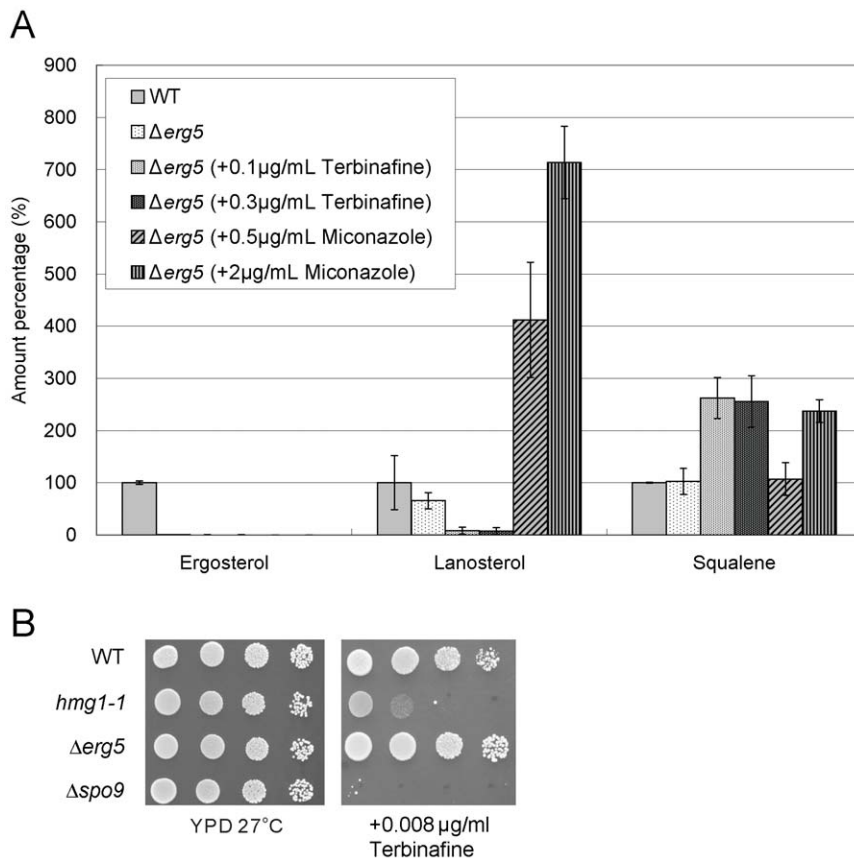 A
900
800
700
600
500
400
300
200
100
0
Amount percentage (%)
WT
Δerg5
Δerg5 (+0.1µg/mL Terbinafine)
Δerg5 (+0.3µg/mL Terbinafine)
Δerg5 (+0.5µg/mL Miconazole)
Δerg5 (+2µg/mL Miconazole)
Ergosterol
Lanosterol
Squalene
B
WT
hmg1-1
Δerg5
Δspo9
YPD 27°C
+0.008 µg/ml
Terbinafine